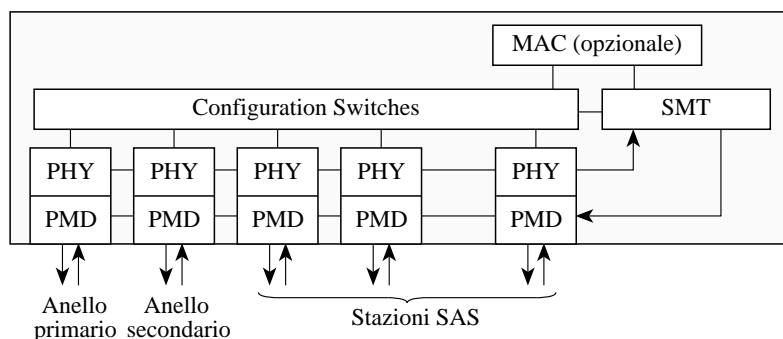 MAC (opzionale)
Configuration Switches
SMT
PHY PHY PHY PHY PHY
PMD PMD PMD PMD PMD
Anello
primario
Anello
secondario
Stazioni SAS